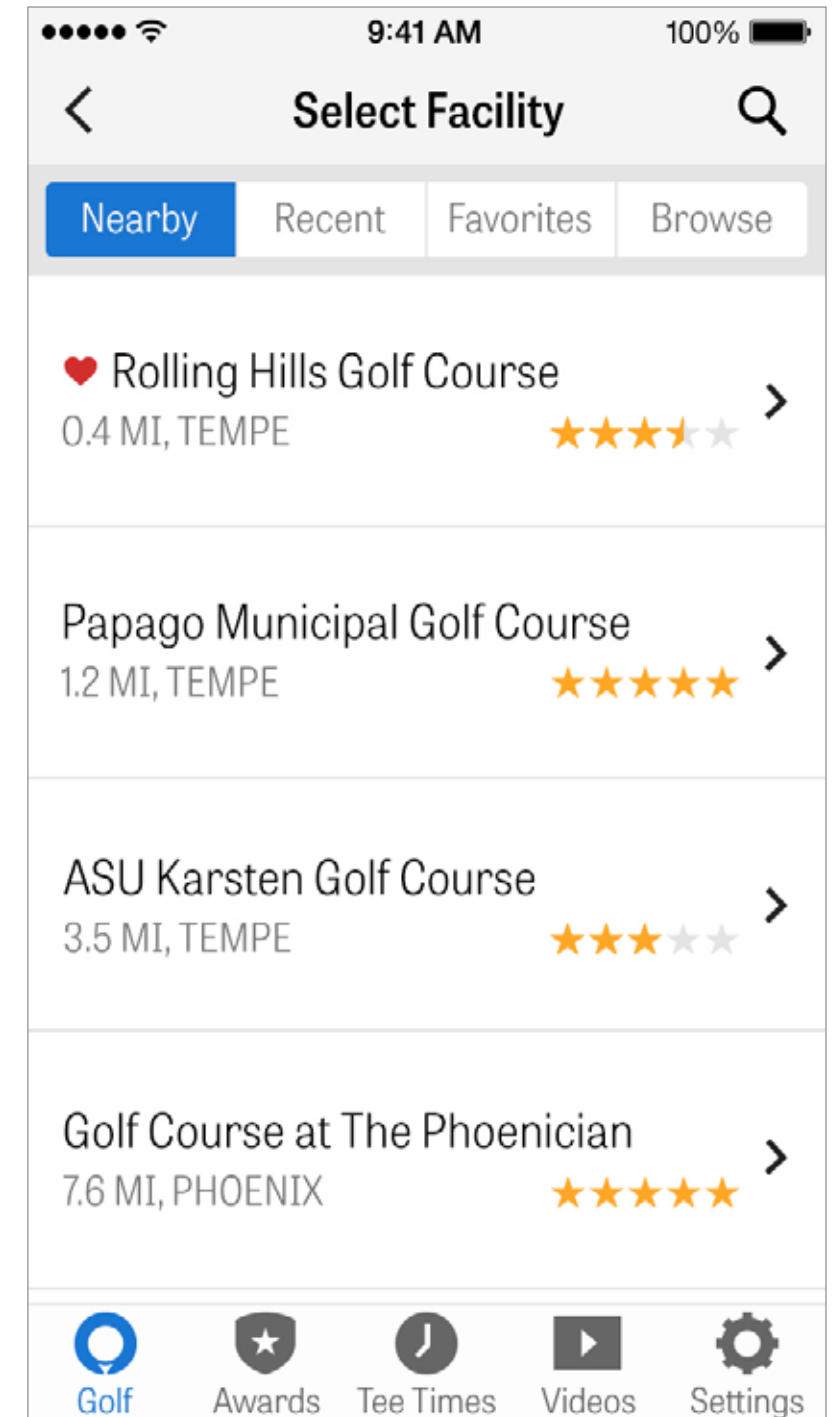 9:41 AM 100%
Select Facility
Nearby Recent Favorites Browse
Rolling Hills Golf Course
0.4 MI, TEMPE
Papago Municipal Golf Course
1.2 MI, TEMPE
ASU Karsten Golf Course
3.5 MI, TEMPE
Golf Course at The Phoenician
7.6 MI, PHOENIX
Golf Awards Tee Times Videos Settings